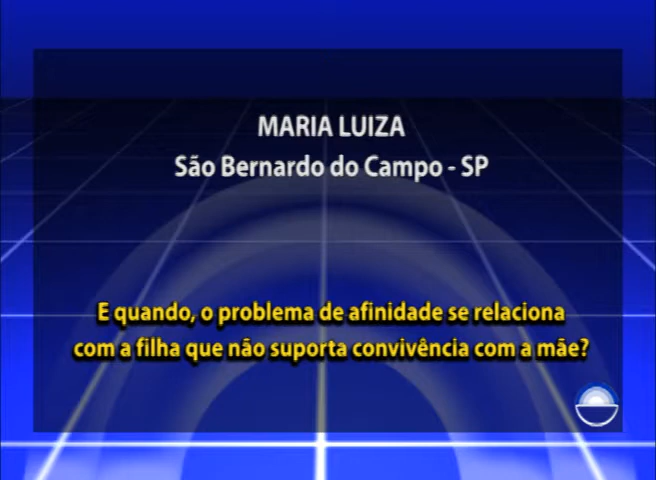 MARIA LUIZA
São Bernardo do Campo - SP
E quando, o problema de afinidade se relaciona
com a filha que não suporta convivência com a mãe?